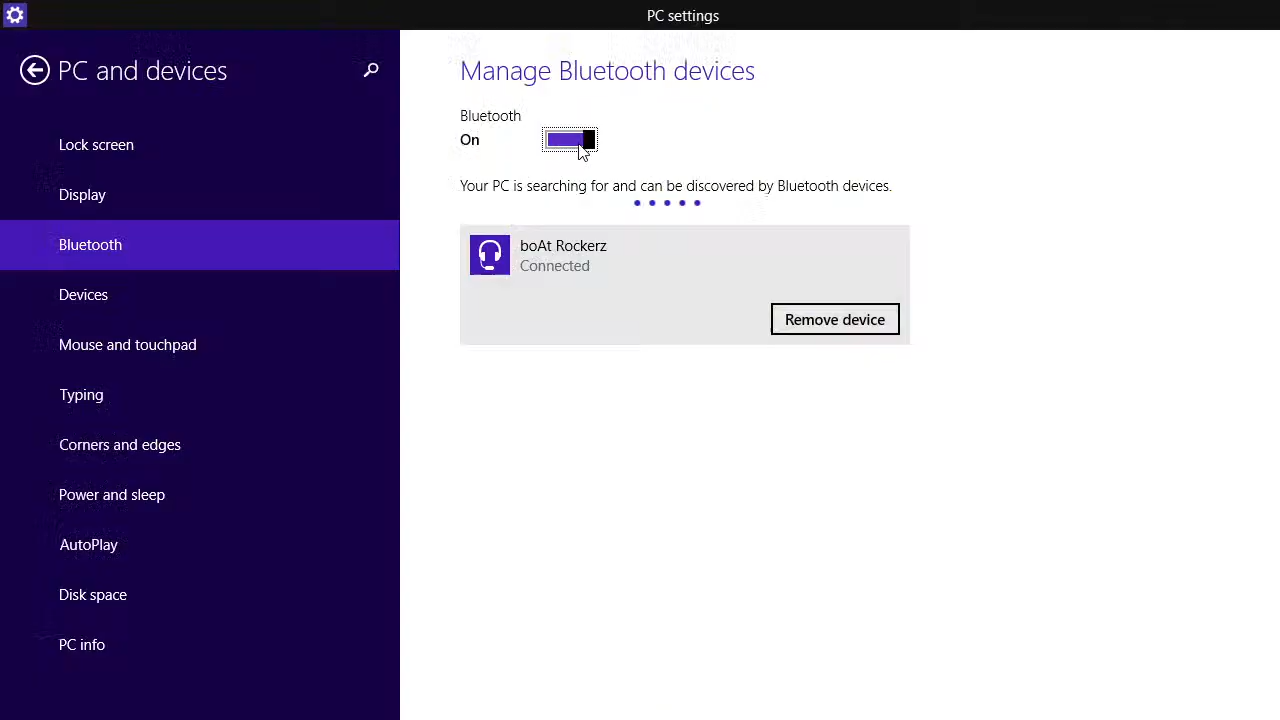 PC settings
PC and devices
Lock screen
Display
Bluetooth
Devices
Mouse and touchpad
Typing
Corners and edges
Power and sleep
AutoPlay
Disk space
PC info
Manage Bluetooth devices
Bluetooth
On
Your PC is searching for and can be discovered by Bluetooth devices.
boAt Rockerz
Connected
Remove device